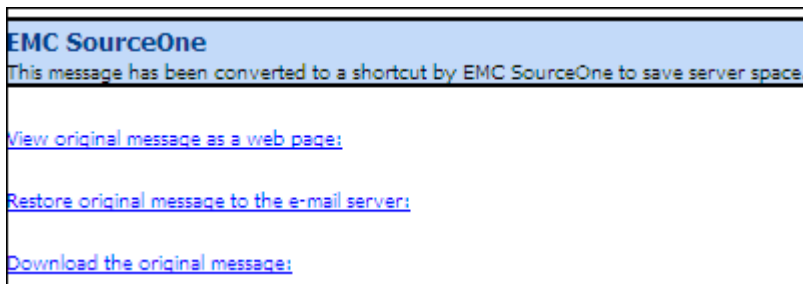 EMC SourceOne
This message has been converted to a shortcut by EMC SourceOne to save server space.
View original message as a web page:
Restore original message to the e-mail server:
Download the original message: